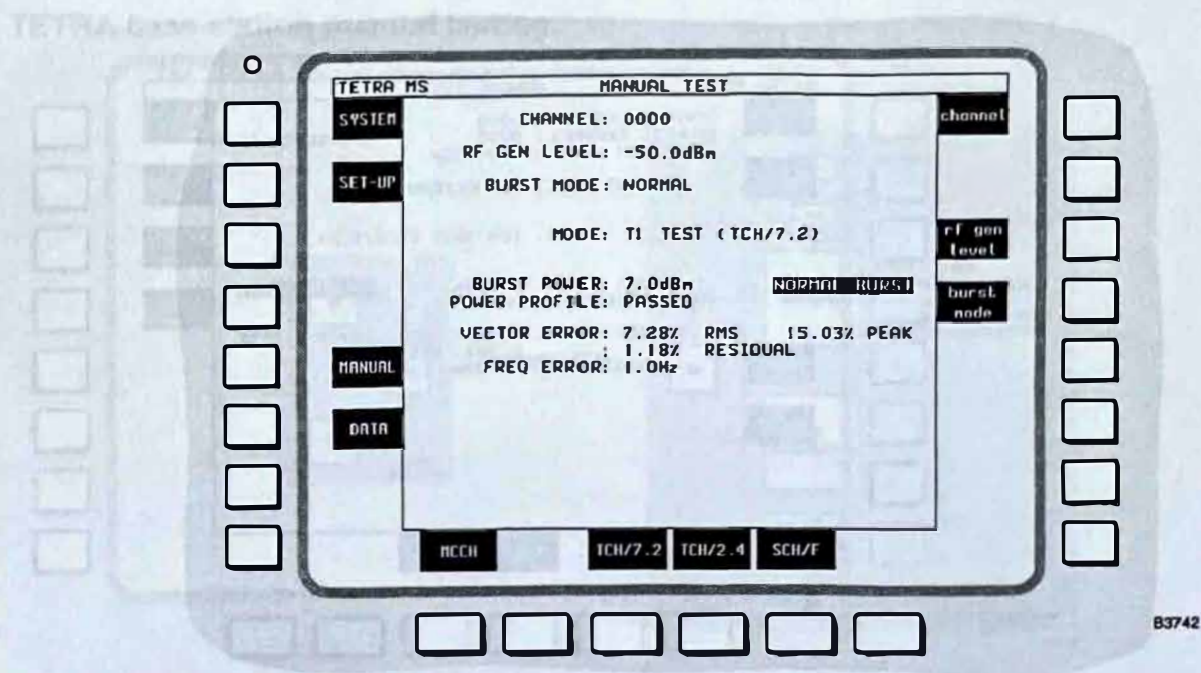 TETRA MS MANUAL TEST
SYSTEM
CHANNEL: 0000
channel
RF GEN LEVEL: -50.0dBm
SET-UP
BURST MODE: NORMAL
MODE: T1 TEST (TCH/7.2)
rf gen
level
BURST POWER: 7.0dBm NORMAL BURST
POWER PROFILE: PASSED
burst
mode
VECTOR ERROR: 7.28% RMS 15.03% PEAK
: 1.18% RESIDUAL
MANUAL
FREQ ERROR: 1.0Hz
DATA
MCCH TCH/7.2 TCH/2.4 SCH/F
B3742